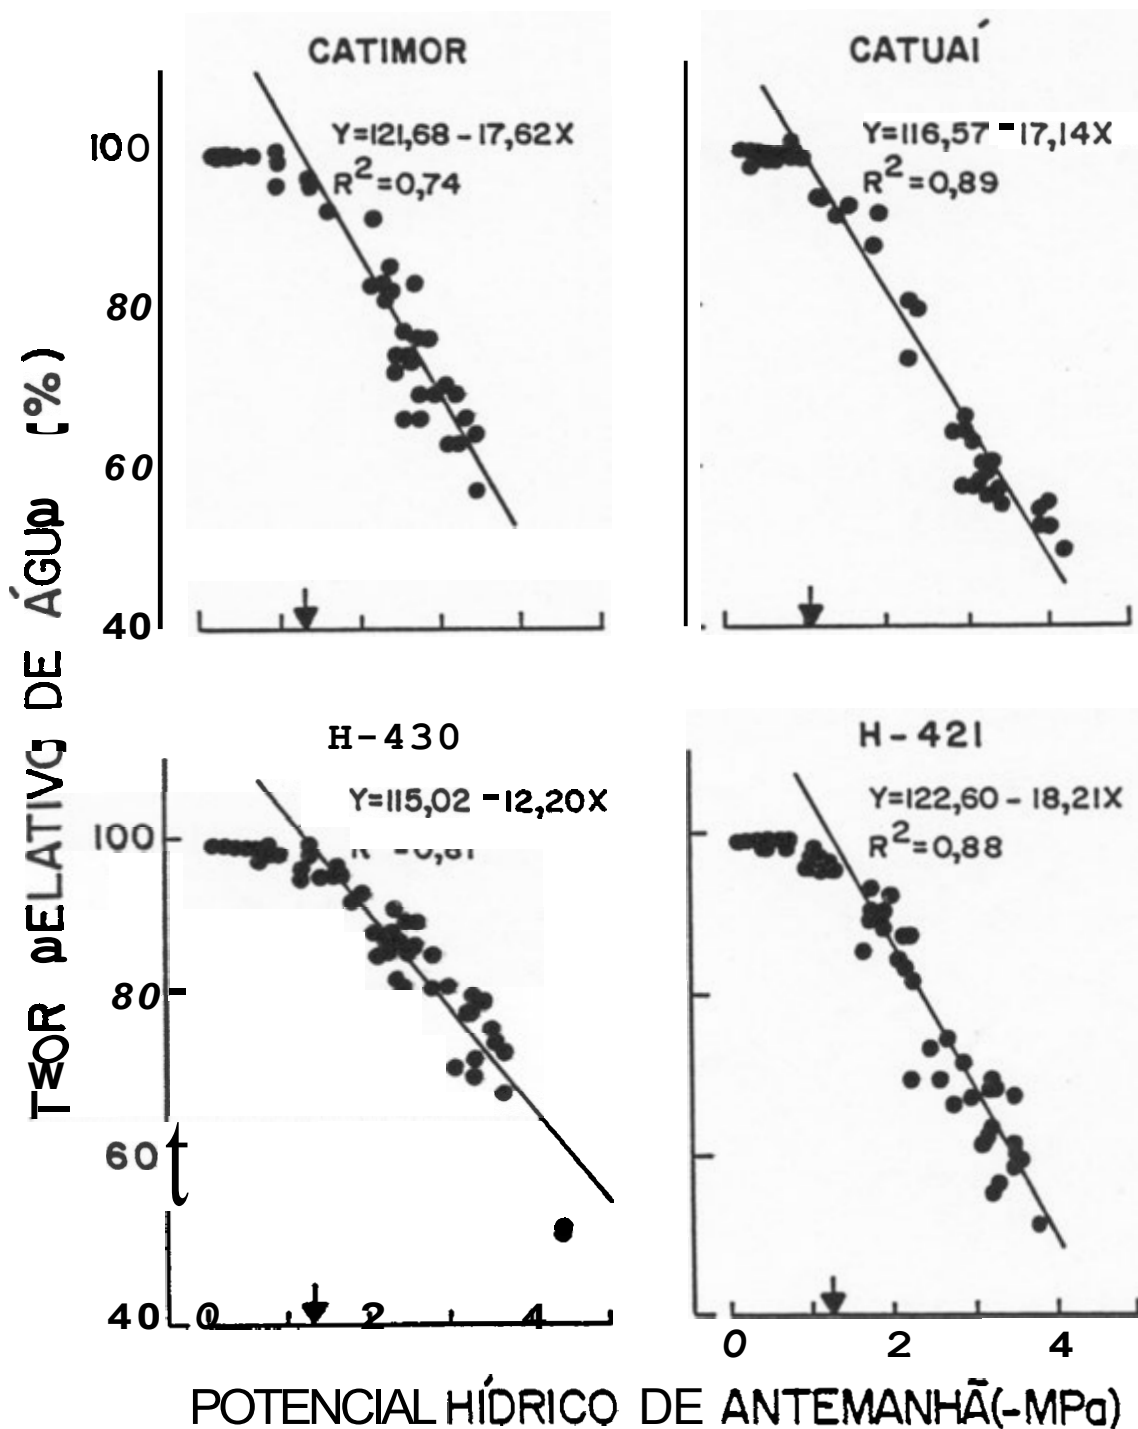 CATIMOR
Y=121,68-17,62X
R²=0,74
CATUAÍ
Y=116,57-17,14X
R²=0,89
100
80
60
40
H-430
Y=115,02-12,20X
H-421
Y=122,60-18,21X
R²=0,88
100
80
60
40
0 2 4
0 2 4
DE ÁGUA (%)
POTENCIAL HÍDRICO DE ANTEMANHÃ(-MPa)